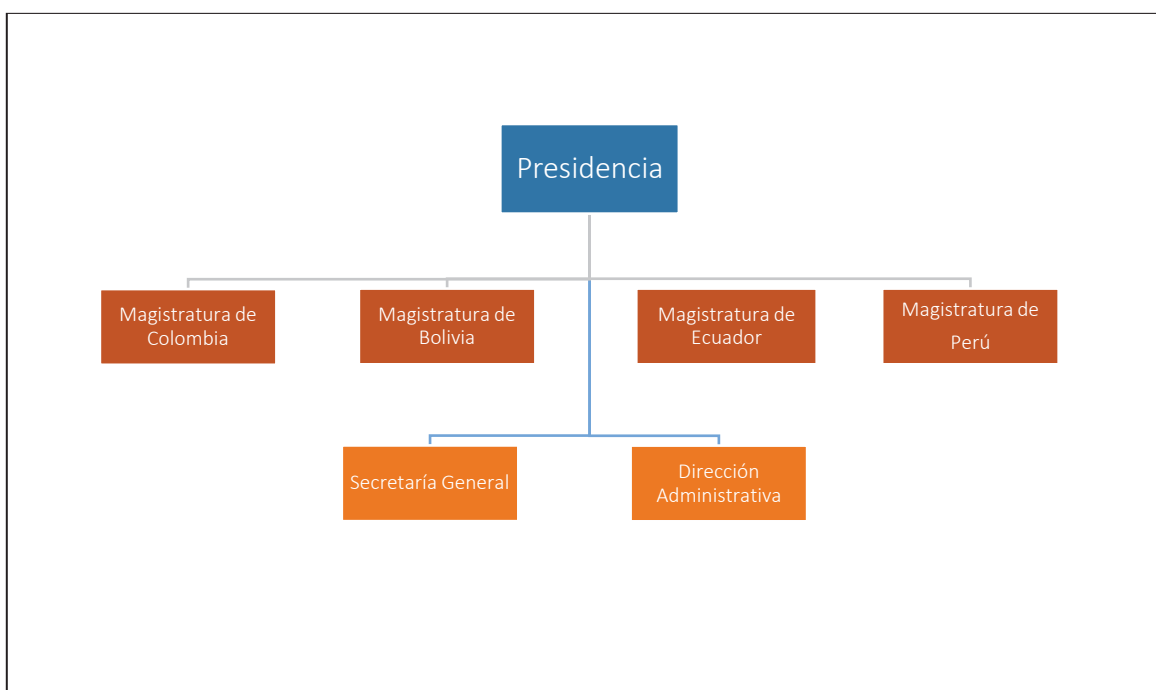 Presidencia
Magistratura de
Colombia
Magistratura de
Bolivia
Magistratura de
Ecuador
Magistratura de
Perú
Secretaría General
Dirección
Administrativa